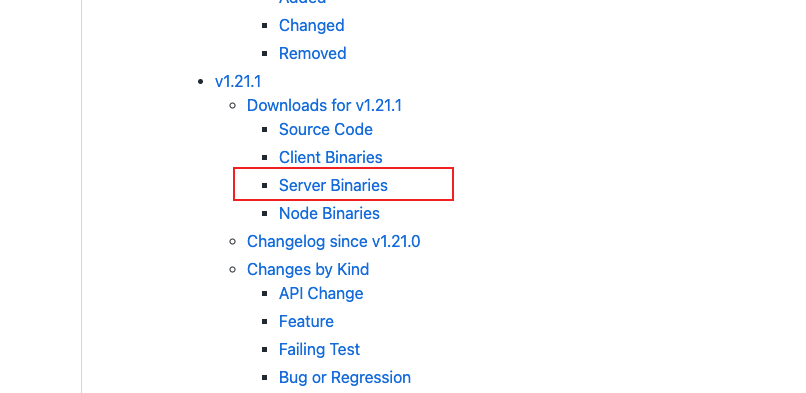 Added
Changed
Removed
v1.21.1
Downloads for v1.21.1
Source Code
Client Binaries
Server Binaries
Node Binaries
Changelog since v1.21.0
Changes by Kind
API Change
Feature
Failing Test
Bug or Regression